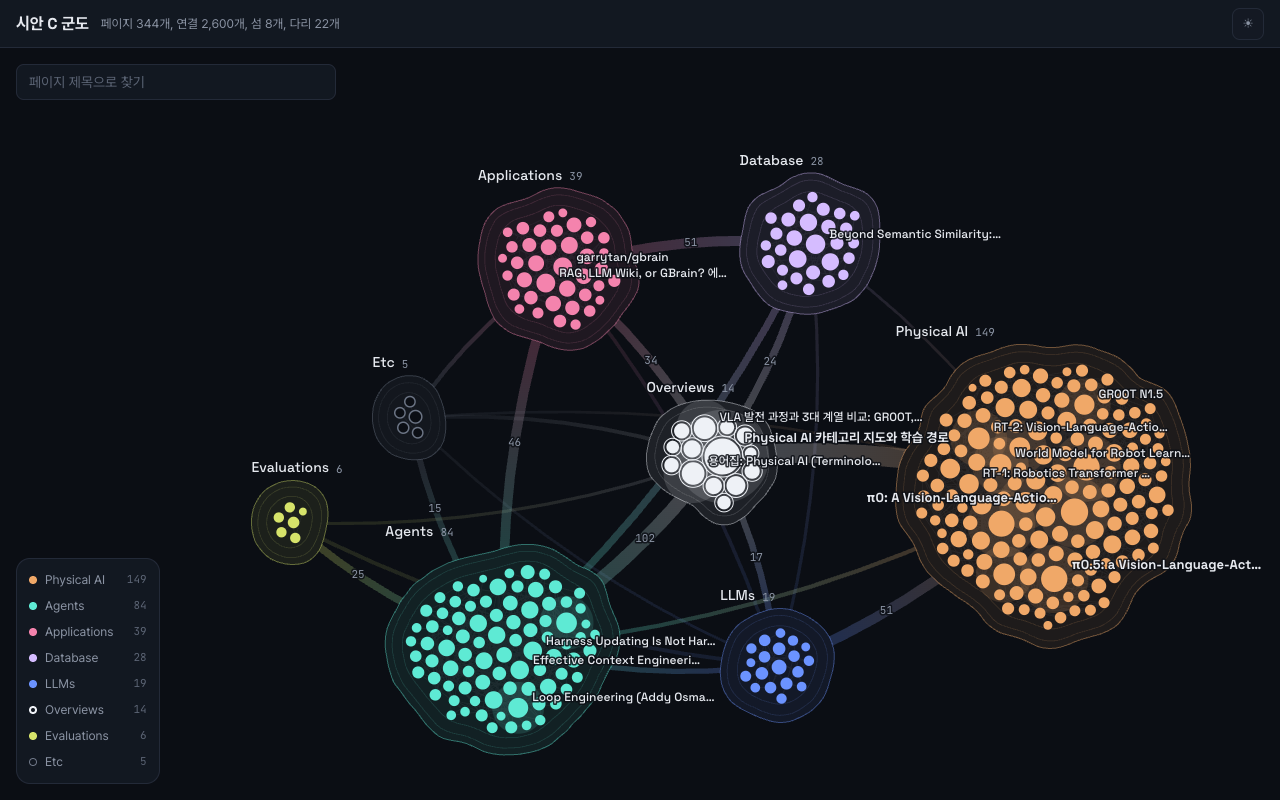 시안 C 군도 페이지 344개, 연결 2,600개, 섬 8개, 다리 22개
☀
페이지 제목으로 찾기
Database 28
Applications 39
Beyond Semantic Similarity:...
51
garrytan/gbrain
RAG, LLM Wiki, or GBrain? 에...
Physical AI 149
34
24
Etc 5
Overviews 14
GROOT N1.5
VLA 발전 과정과 3대 계열 비교: GROOT,...
RT-2: Vision-Language-Actio...
Physical AI 카테고리 지도와 학습 경로
46
World Model for Robot Learn...
용어집: Physical AI (Terminolo...
Evaluations 6
RT-1: Robotics Transformer ...
π0: A Vision-Language-Actio...
15
Agents 84
102
17
π0.5: a Vision-Language-Act...
25
LLMs 19
51
Harness Updating Is Not Har...
Effective Context Engineeri...
Loop Engineering (Addy Osma...
Physical AI 149
Agents 84
Applications 39
Database 28
LLMs 19
Overviews 14
Evaluations 6
Etc 5